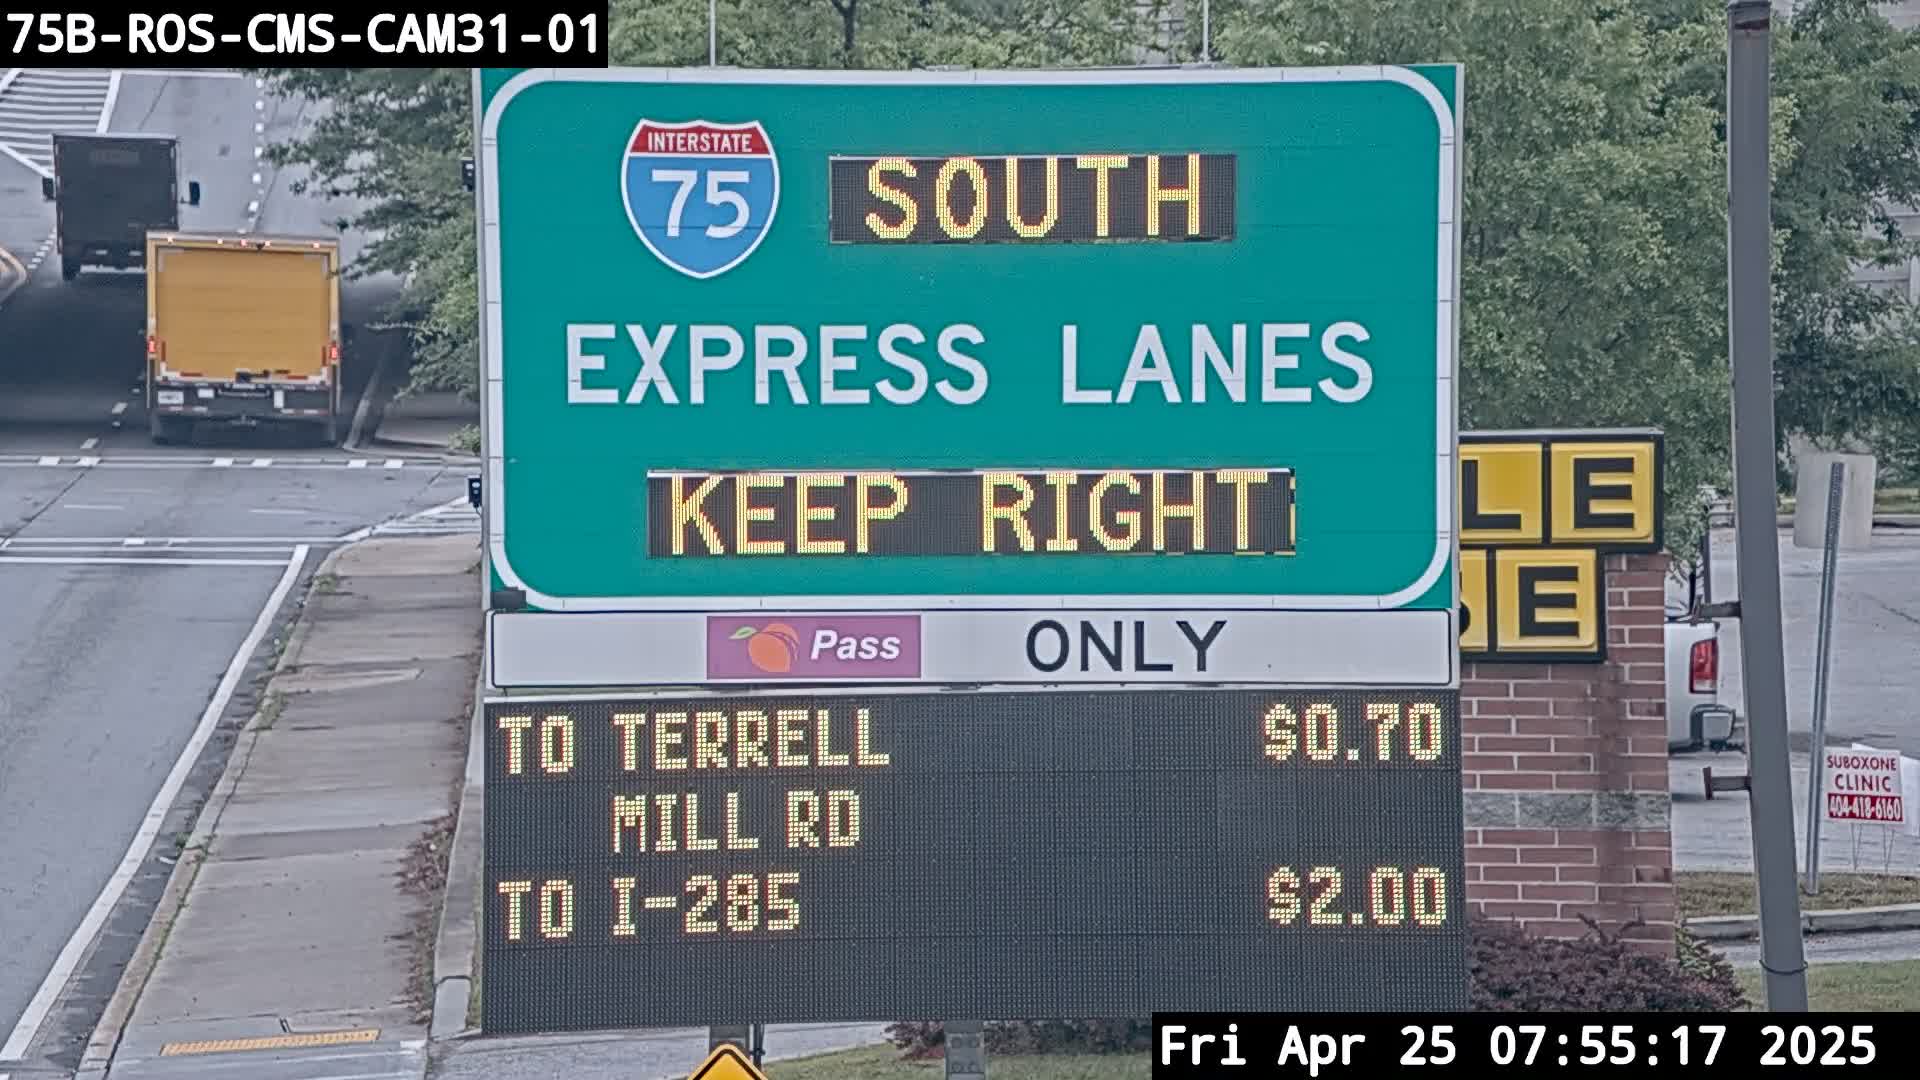 75B-ROS-CMS-CAM31-01
INTERSTATE
75
SOUTH
EXPRESS LANES
KEEP RIGHT
Pass ONLY
TO TERRELL $0.70
MILL RD
TO I-285 $2.00
LE
E
SUBOXONE
CLINIC
404-418-6160
Fri Apr 25 07:55:17 2025